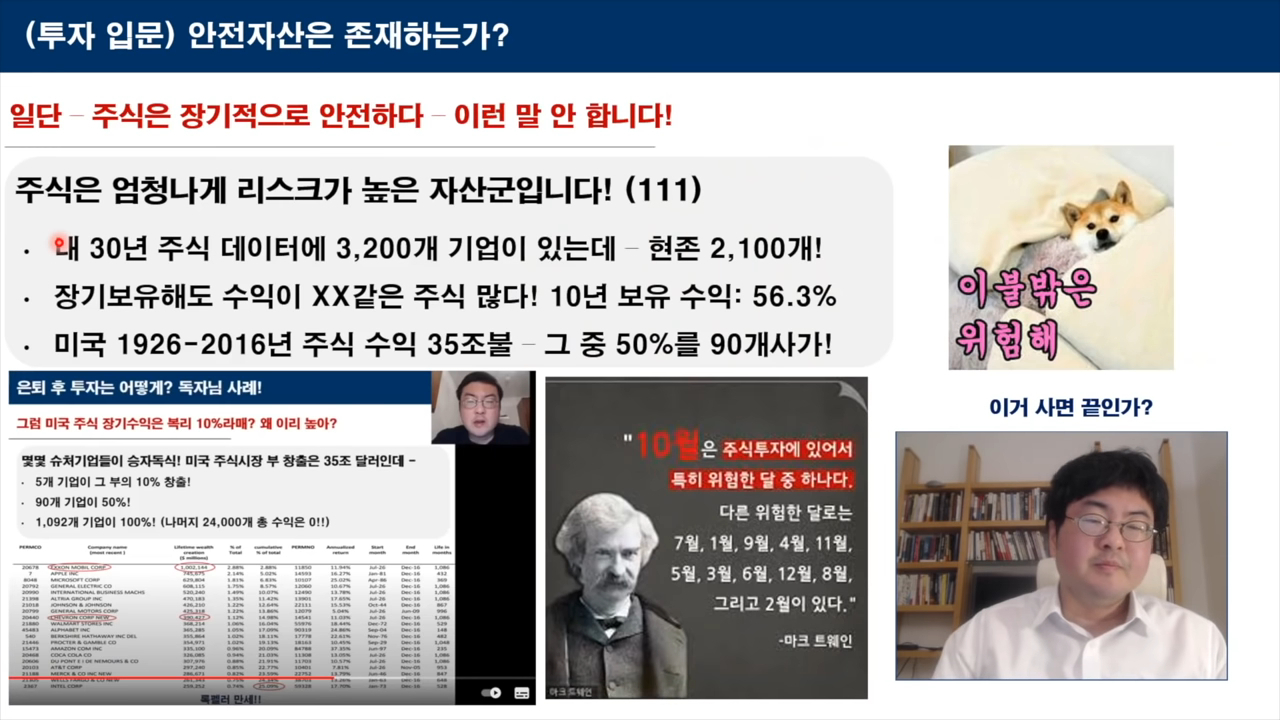 (투자 입문) 안전자산은 존재하는가?
일단 – 주식은 장기적으로 안전하다 – 이런 말 안 합니다!
주식은 엄청나게 리스크가 높은 자산군입니다! (111)
· 내 30년 주식 데이터에 3,200개 기업이 있는데 – 현존 2,100개!
· 장기보유해도 수익이 XX같은 주식 많다! 10년 보유 수익: 56.3%
· 미국 1926-2016년 주식 수익 35조불 – 그 중 50%를 90개사가!
이불밖은
위험해
이거 사면 끝인가?
은퇴 후 투자는 어떻게? 독자님 사례!
그럼 미국 주식 장기수익은 복리 10%라매? 왜 이리 높아?
몇몇 슈처기업들이 승자독식! 미국 주식시장 부 창출은 35조 달러인데 –
· 5개 기업이 그 부의 10% 창출!
· 90개 기업이 50%!
· 1,092개 기업이 100%! (나머지 24,000개 총 수익은 0!!)
PERMCO Company name (most recent) Lifetime wealth creation ($ millions) % of Total cumulative % of total PERMNO Annualized return Start month End month Life in months
20678 EXXON MOBIL CORP 1,002,144 2.88% 2.88% 11850 11.94% Jul-26 Dec-16 1,086
7 APPLE INC 2.14% 5.02% 14593 16.27% Jan-81 Dec-16 432
8048 MICROSOFT CORP 629,804 1.81% 6.83% 10107 25.02% Apr-86 Dec-16 369
20792 GENERAL ELECTRIC CO 608,115 1.75% 8.57% 12060 10.67% Jul-26 Dec-16 1,086
20990 INTERNATIONAL BUSINESS MACHS 520,240 1.49% 10.07% 12490 13.78% Jul-26 Dec-16 1,086
21398 ALTRIA GROUP INC 470,183 1.35% 11.42% 13901 17.65% Jul-26 Dec-16 1,086
21018 JOHNSON & JOHNSON 426,210 1.22% 12.64% 22111 15.53% Oct-44 Dec-16 867
20799 GENERAL MOTORS CORP 425,318 1.22% 13.86% 12079 5.04% Jul-26 Jun-09 996
20440 CHEVRON CORP NEW 390,427 1.12% 14.98% 14541 11.03% Jul-26 Dec-16 1,086
21880 WALMART STORES INC 368,214 1.06% 16.04% 55976 18.44% Dec-72 Dec-16 529
45483 ALPHABET INC 365,285 1.05% 17.09% 90319 24.86% Sep-04 Dec-16 148
540 BERKSHIRE HATHAWAY INC DEL 355,864 1.02% 18.11% 17778 22.61% Nov-76 Dec-16 482
21446 PROCTER & GAMBLE CO 354,971 1.02% 19.13% 18163 10.45% Sep-29 Dec-16 1,048
15473 AMAZON COM INC 335,100 0.96% 20.09% 84788 37.35% Jun-97 Dec-16 235
20468 COCA COLA CO 326,085 0.94% 21.03% 11308 13.05% Jul-26 Dec-16 1,086
20606 DU PONT E I DE NEMOURS & CO 307,976 0.88% 21.91% 11703 10.57% Jul-26 Dec-16 1,086
20103 AT&T CORP 297,240 0.85% 22.77% 10401 7.81% Jul-26 Nov-05 953
21188 MERCK & CO INC NEW 286,671 0.82% 23.59% 22752 13.79% Jun-46 Dec-16 847
WELLS FARGO & CO NEW
2367 INTEL CORP 259,252 0.74% 25.09% 59328 17.70% Jan-73 Dec-16 528
록펠러 만세!!
"10월은 주식투자에 있어서
특히 위험한 달 중 하나다.
다른 위험한 달로는
7월, 1월, 9월, 4월, 11월,
5월, 3월, 6월, 12월, 8월,
그리고 2월이 있다."
-마크 트웨인
마크 트웨인